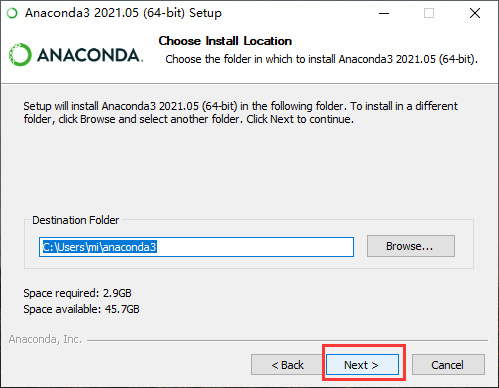 Anaconda3 2021.05 (64-bit) Setup
ANACONDA.
Choose Install Location
Choose the folder in which to install Anaconda3 2021.05 (64-bit).
Setup will install Anaconda3 2021.05 (64-bit) in the following folder. To install in a different
folder, click Browse and select another folder. Click Next to continue.
Destination Folder
C:\Users\mi\anaconda3
Browse...
Space required: 2.9GB
Space available: 45.7GB
Anaconda, Inc.
< Back
Next >
Cancel